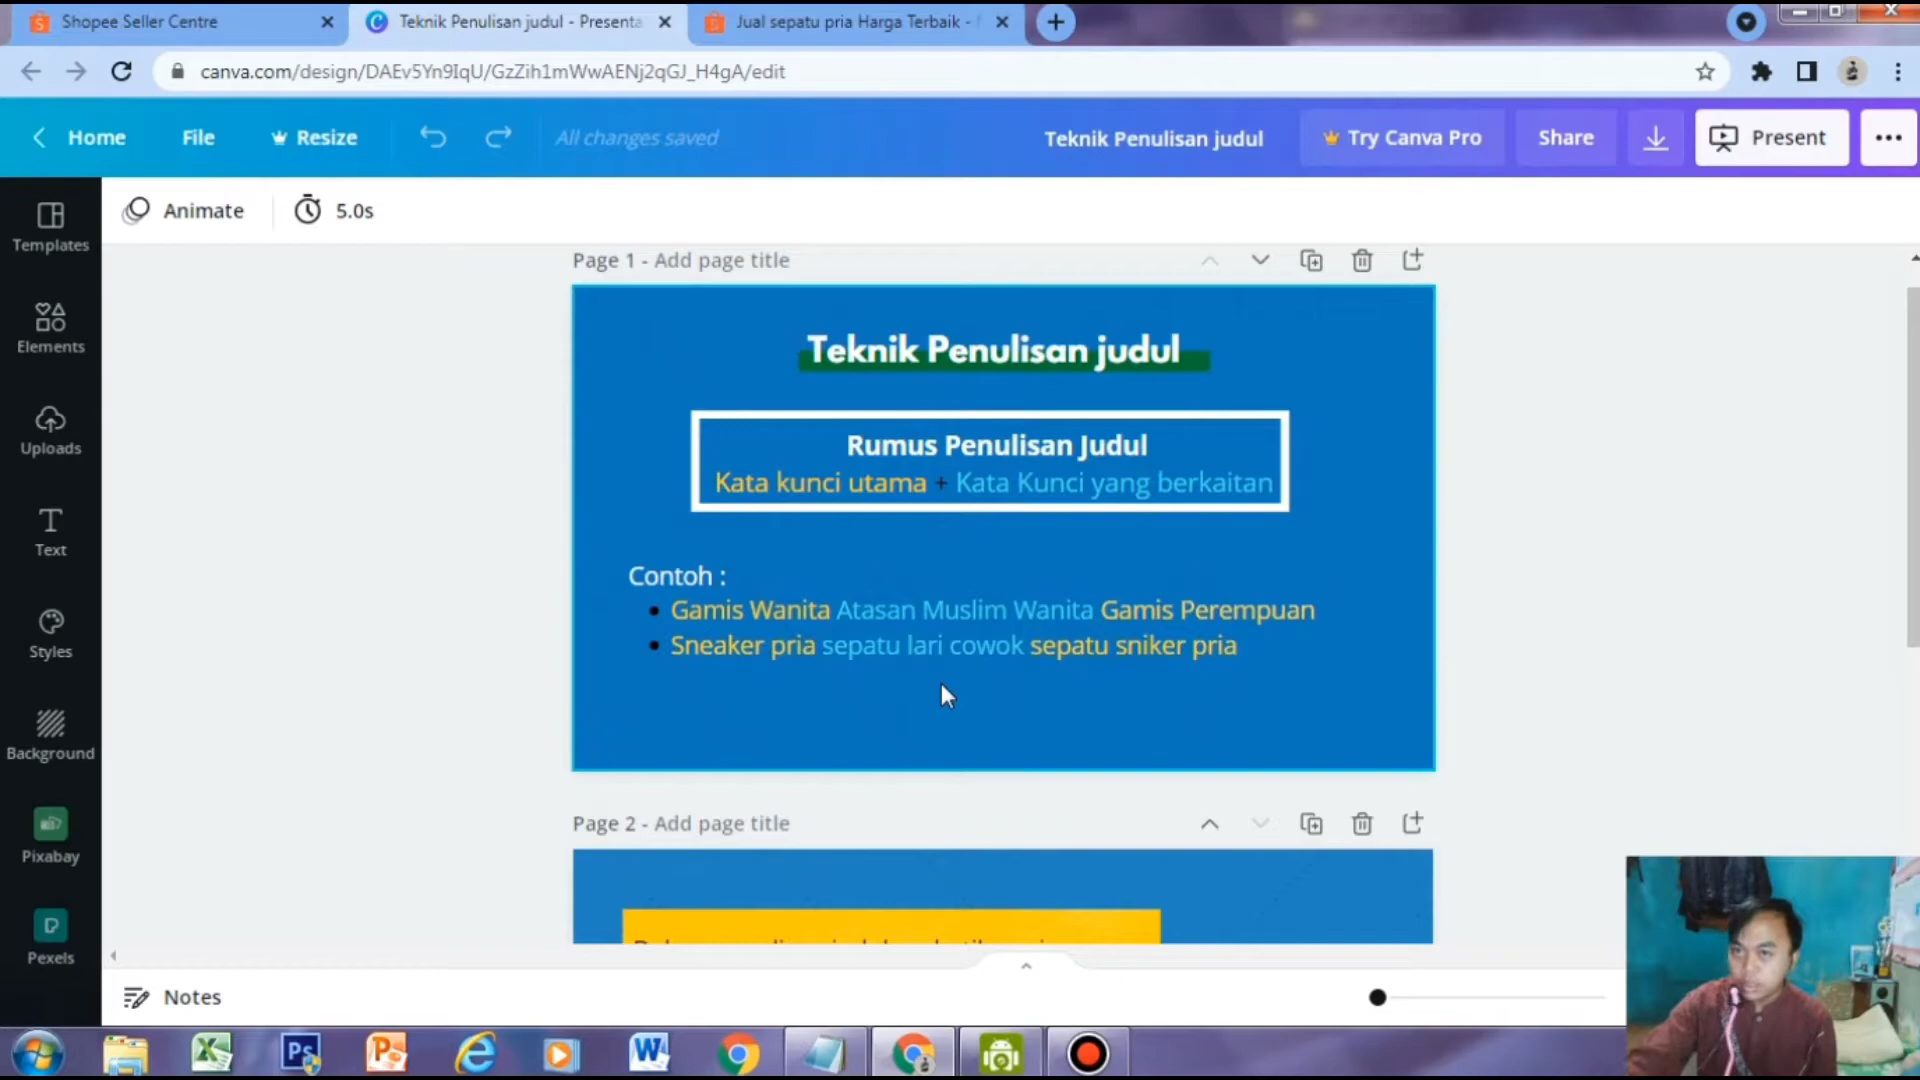 Shopee Seller Centre
Teknik Penulisan judul - Presenta
Jual sepatu pria Harga Terbaik -
canva.com/design/DAEv5Yn9IqU/GzZih1mWwAENj2qGJ_H4gA/edit
Home
File
Resize
All changes saved
Teknik Penulisan judul
Try Canva Pro
Share
Present
Templates
Elements
Uploads
Text
Styles
Background
Pixabay
Pexels
Animate
5.0s
Page 1 - Add page title
Teknik Penulisan judul
Rumus Penulisan Judul
Kata kunci utama + Kata Kunci yang berkaitan
Contoh :
Gamis Wanita Atasan Muslim Wanita Gamis Perempuan
Sneaker pria sepatu lari cowok sepatu sniker pria
Page 2 - Add page title
Notes